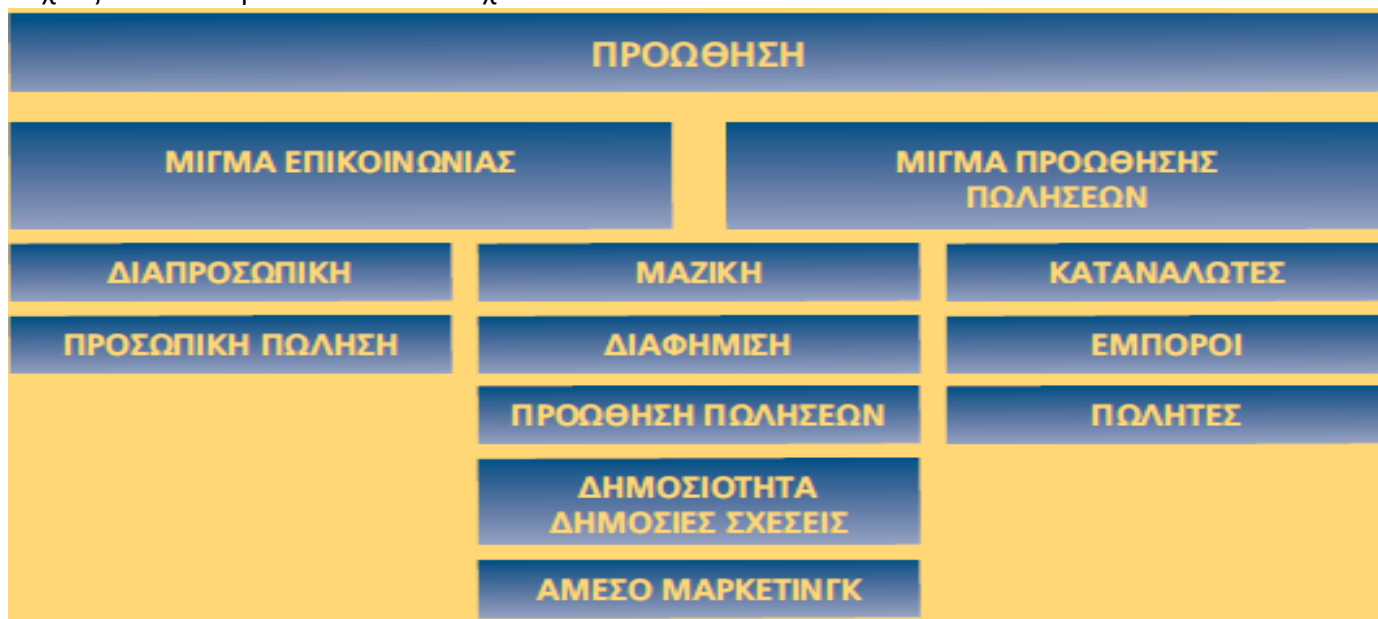 ΠΡΟΩΘΗΣΗ
ΜΙΓΜΑ ΕΠΙΚΟΙΝΩΝΙΑΣ
ΜΙΓΜΑ ΠΡΟΩΘΗΣΗΣ
ΠΩΛΗΣΕΩΝ
ΔΙΑΠΡΟΣΩΠΙΚΗ
ΜΑΖΙΚΗ
ΚΑΤΑΝΑΛΩΤΕΣ
ΠΡΟΣΩΠΙΚΗ ΠΩΛΗΣΗ
ΔΙΑΦΗΜΙΣΗ
ΕΜΠΟΡΟΙ
ΠΡΟΩΘΗΣΗ ΠΩΛΗΣΕΩΝ
ΠΩΛΗΤΕΣ
ΔΗΜΟΣΙΟΤΗΤΑ
ΔΗΜΟΣΙΕΣ ΣΧΕΣΕΙΣ
ΑΜΕΣΟ ΜΑΡΚΕΤΙΝΓΚ